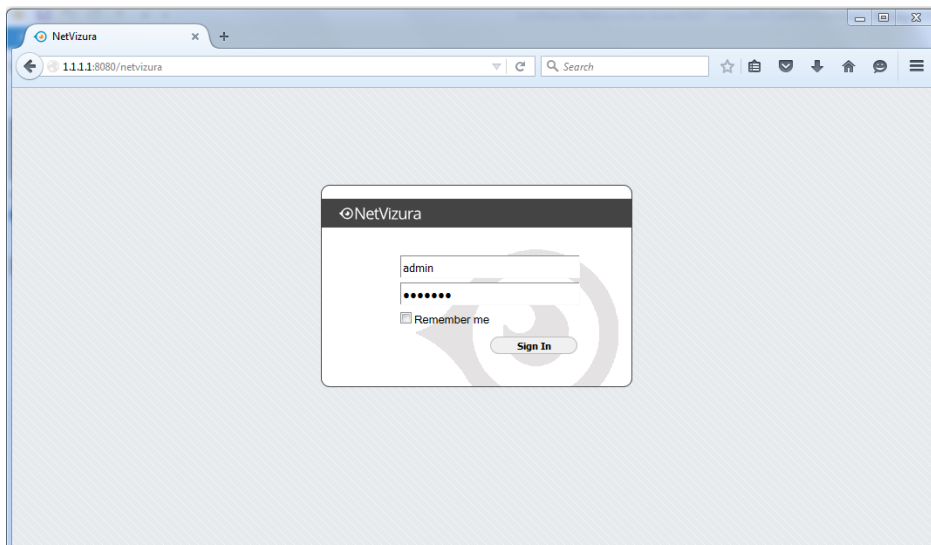 NetVizura
1.1.1.1:8080/netvizura
Search
NetVizura
admin
•••••••
Remember me
Sign In